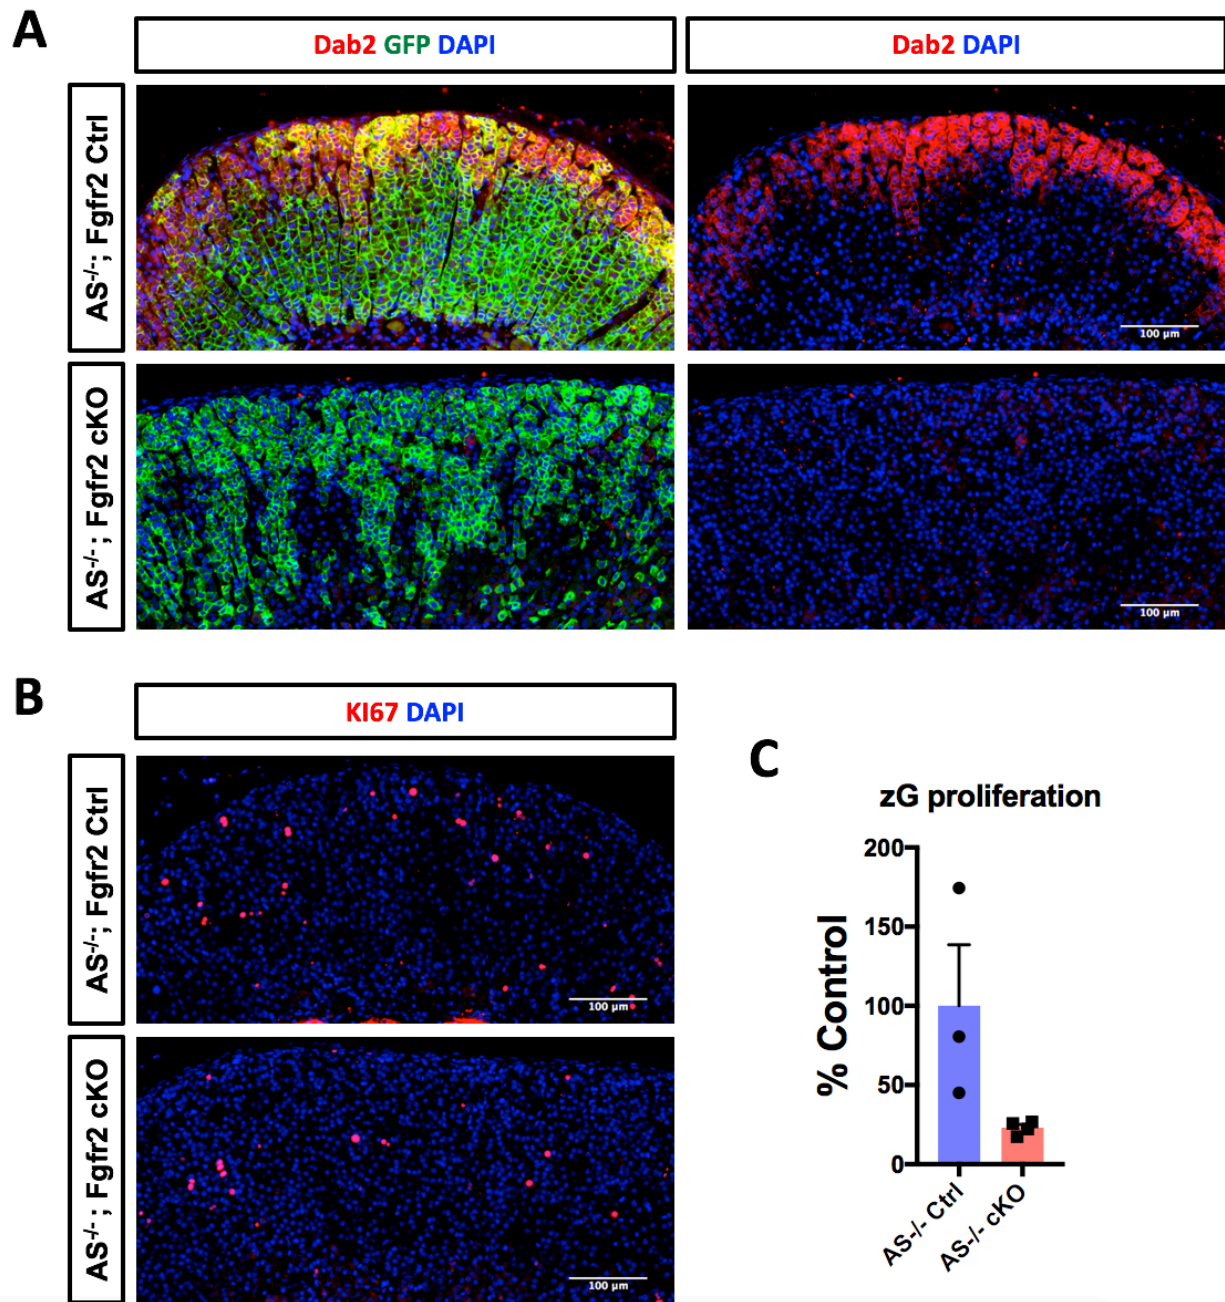 A
Dab2 GFP DAPI
Dab2 DAPI
AS-/-; Fgfr2 Ctrl
100 µm
AS-/-; Fgfr2 cKO
100 µm
B
KI67 DAPI
AS-/-; Fgfr2 Ctrl
100 µm
AS-/-; Fgfr2 cKO
100 µm
C
zG proliferation
% Control
200
150
100
50
0
AS-/- Ctrl
AS-/- cKO